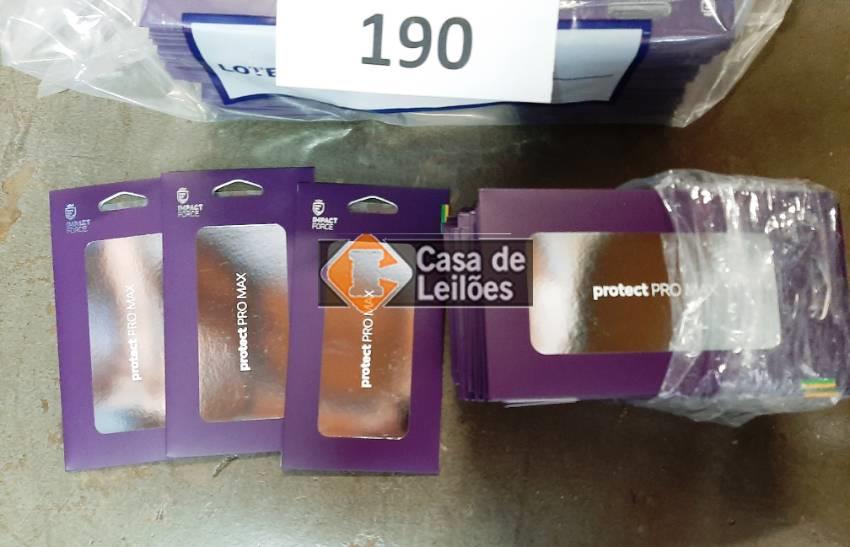 190
LOTE
IMPACT
FORCE
protect PRO MAX
IMPACT
FORCE
protect PRO MAX
IMPACT
FORCE
protect PRO MAX
Casa de
Leilões
protect PRO MAX